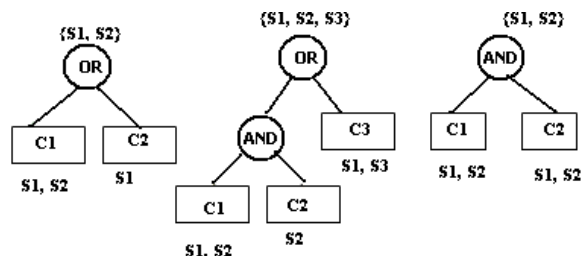 {S1, S2}
OR
C1
C2
S1, S2
S1
{S1, S2, S3}
OR
AND
C3
S1, S3
C1
C2
S1, S2
S2
{S1, S2}
AND
C1
C2
S1, S2
S1, S2